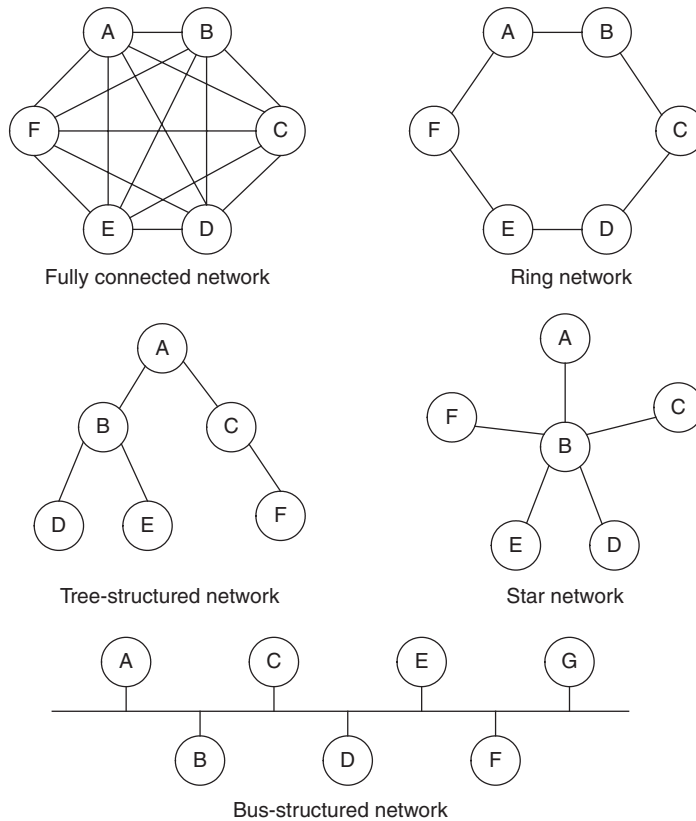 A B
F C
E D
Fully connected network
A B
F C
E D
Ring network
A
B C
D E F
Tree-structured network
A
F C
B
E D
Star network
A C E G
B D F
Bus-structured network